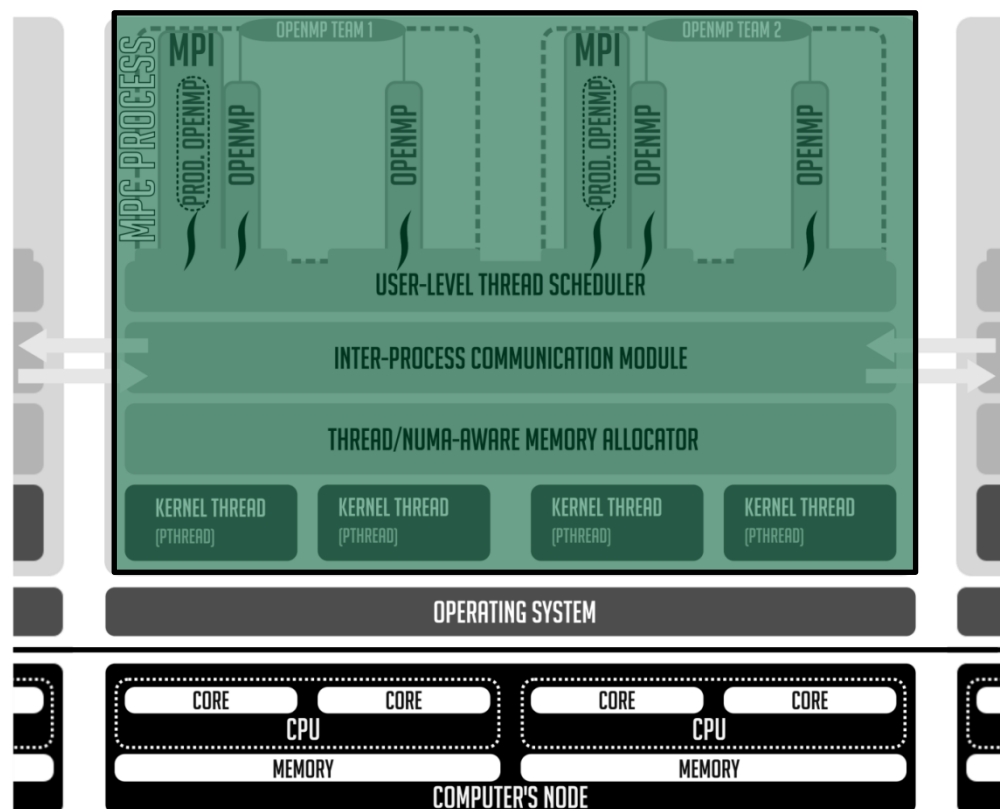 OPENMP TEAM 1
OPENMP TEAM 2
MPC PROCESS
MPI
PROD. OPENMP
OPENMP
OPENMP
MPI
PROD. OPENMP
OPENMP
OPENMP
USER-LEVEL THREAD SCHEDULER
INTER-PROCESS COMMUNICATION MODULE
THREAD/NUMA-AWARE MEMORY ALLOCATOR
KERNEL THREAD
(PTHREAD)
KERNEL THREAD
(PTHREAD)
KERNEL THREAD
(PTHREAD)
KERNEL THREAD
(PTHREAD)
OPERATING SYSTEM
CORE
CORE
CPU
MEMORY
CORE
CORE
CPU
MEMORY
COMPUTER'S NODE